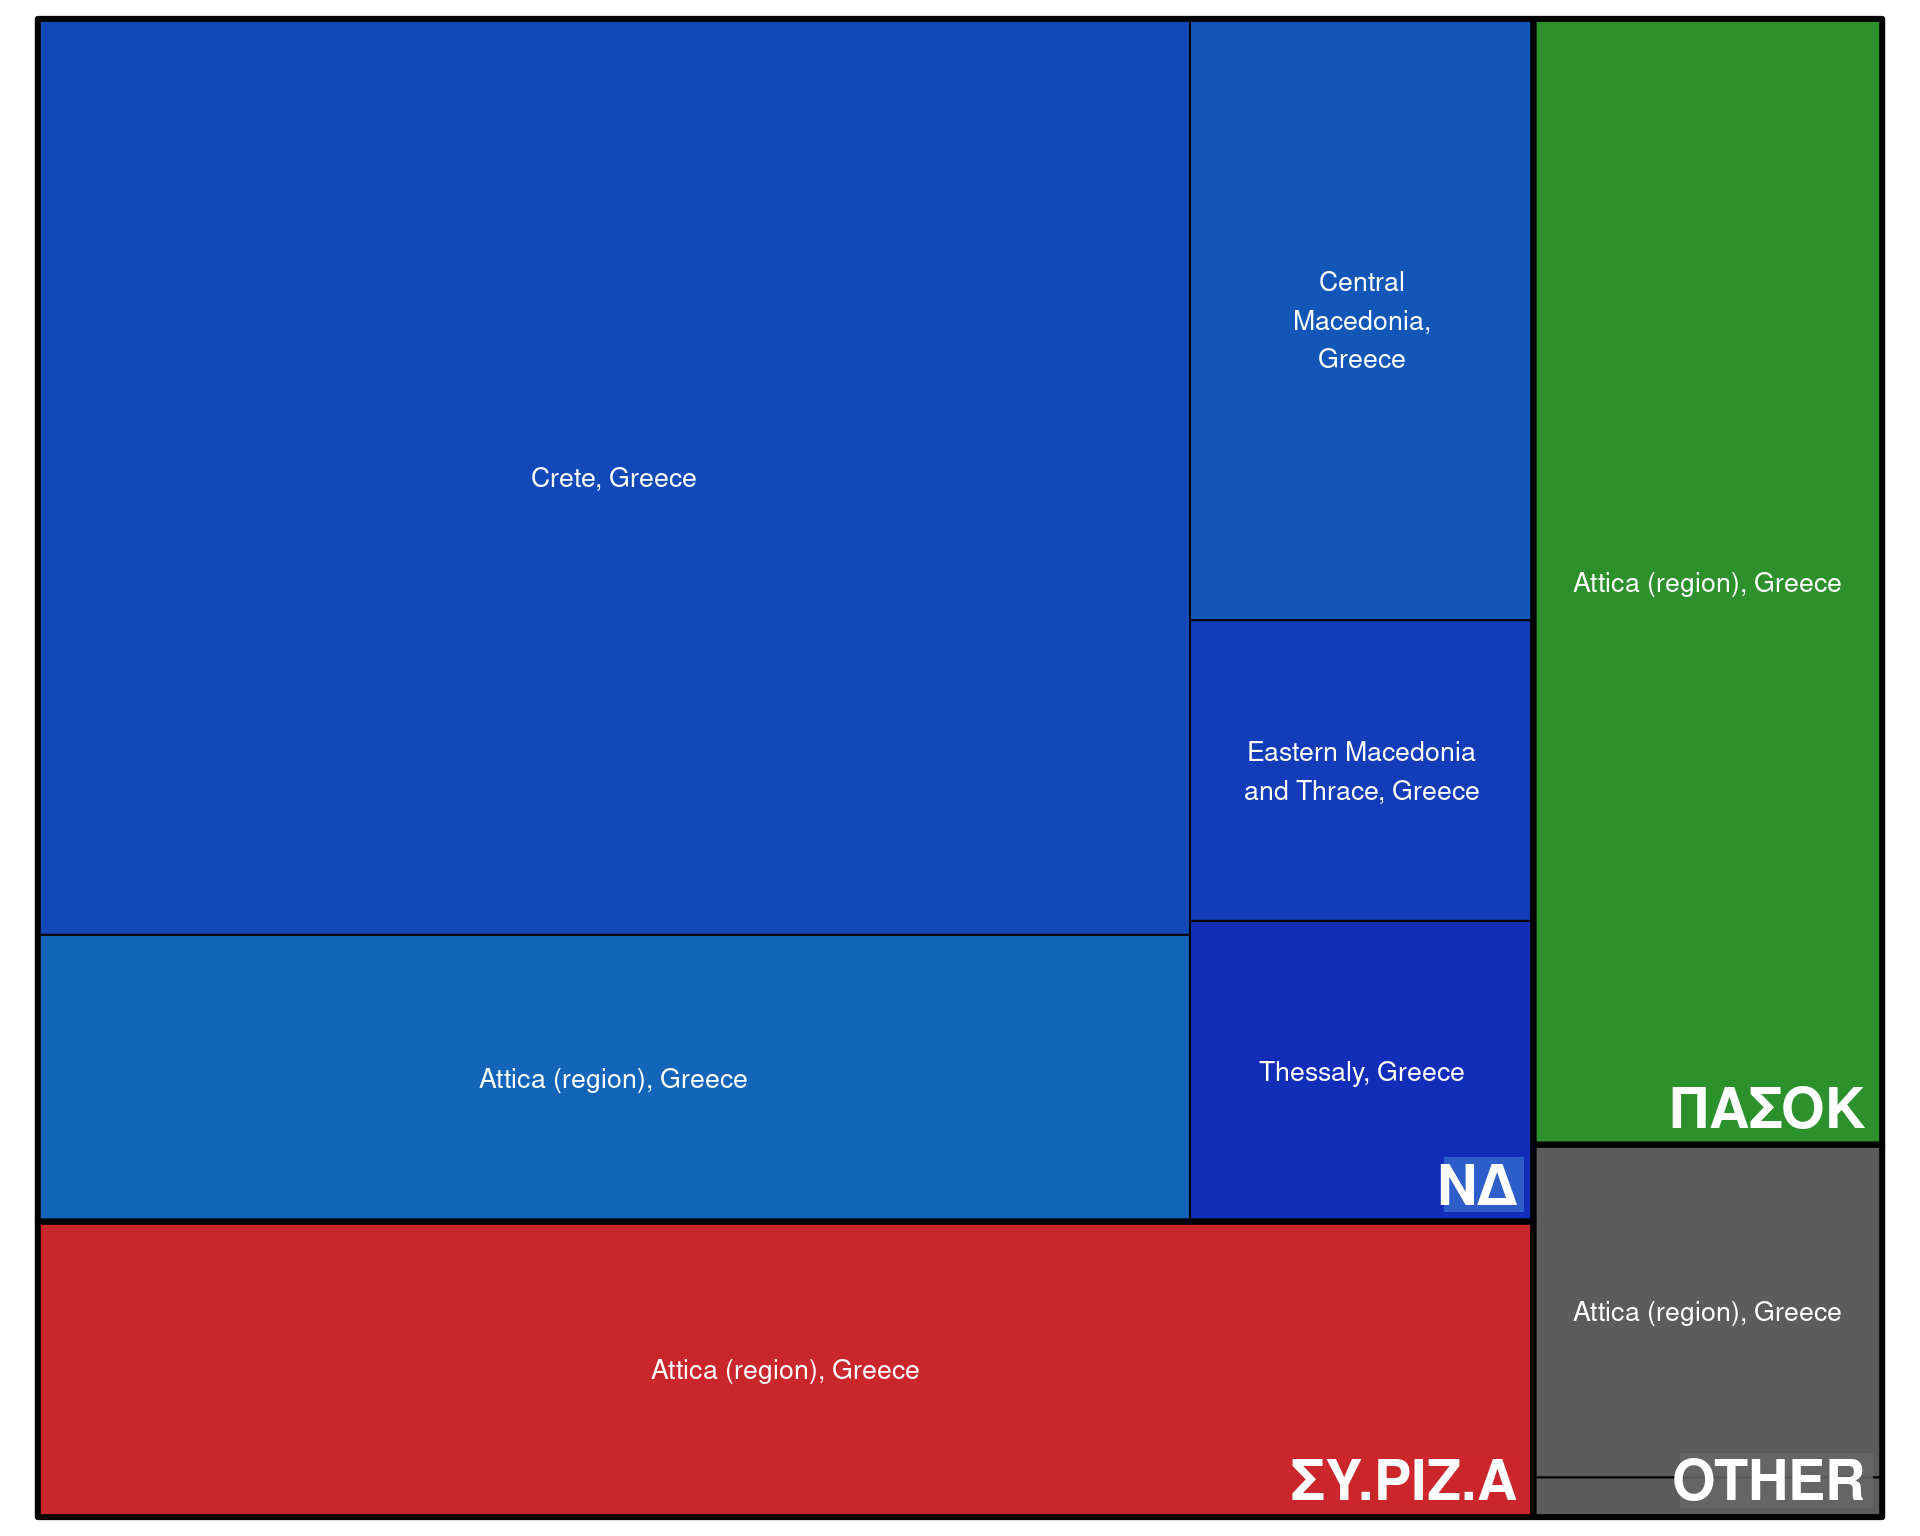 Crete, Greece
Central
Macedonia,
Greece
Attica (region), Greece
Eastern Macedonia
and Thrace, Greece
Attica (region), Greece
Thessaly, Greece
ΝΔ
ΠΑΣΟΚ
Attica (region), Greece
ΣΥ.ΡΙΖ.Α
Attica (region), Greece
OTHER